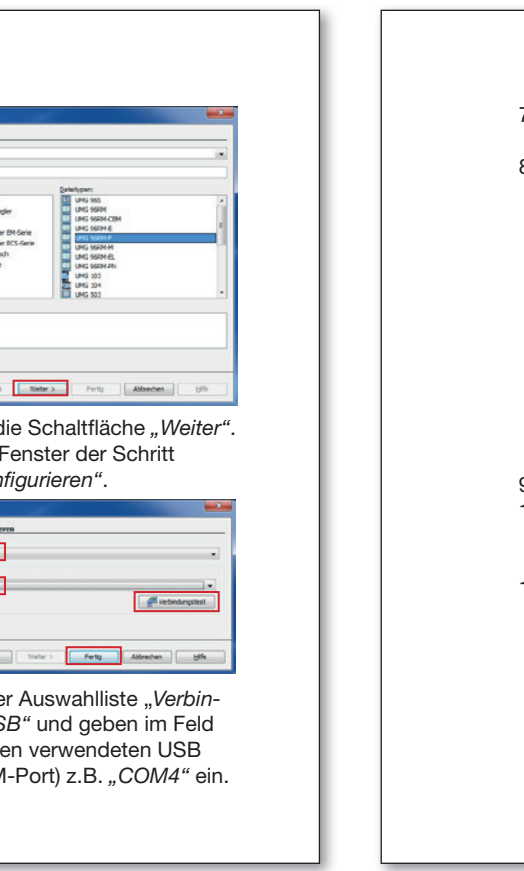 Dateitypen:
UMG 96S
UMG 96RM
UMG 96RM-CBM
UMG 96RM-E
UMG 96RM-P
UMG 96RM-M
UMG 96RM-EL
UMG 96RM-PN
UMG 103
UMG 104
UMG 503
egler
er EM-Serie
er ECS-Serie
sch
Weiter >
Fertig
Abbrechen
Hilfe
die Schaltfläche „Weiter“.
Fenster der Schritt
nfigurieren“.
eren
Verbindungstest
Weiter >
Fertig
Abbrechen
Hilfe
er Auswahlliste „Verbin-
SB“ und geben im Feld
en verwendeten USB
M-Port) z.B. „COM4“ ein.
7
8
9